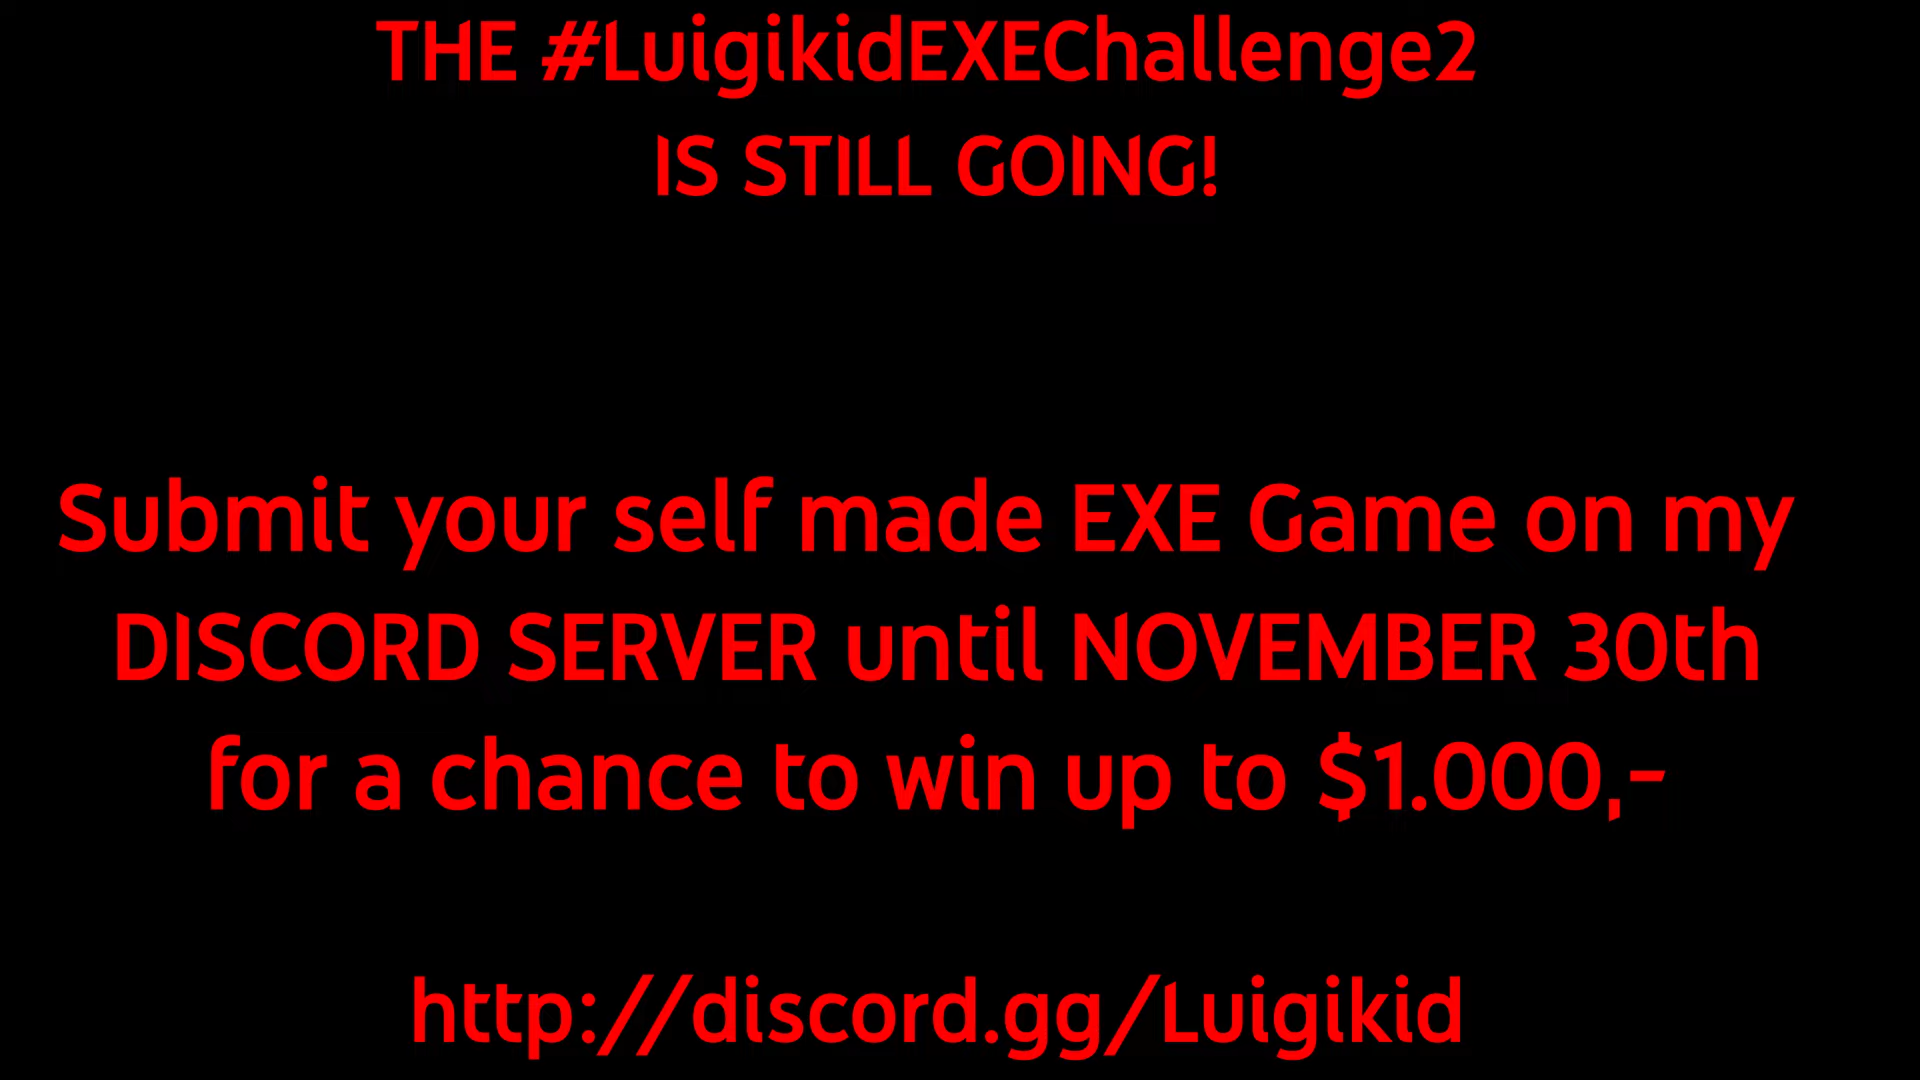 THE #LuigikidEXEChallenge2
IS STILL GOING!
Submit your self made EXE Game on my
DISCORD SERVER until NOVEMBER 30th
for a chance to win up to $1.000,-
http://discord.gg/Luigikid